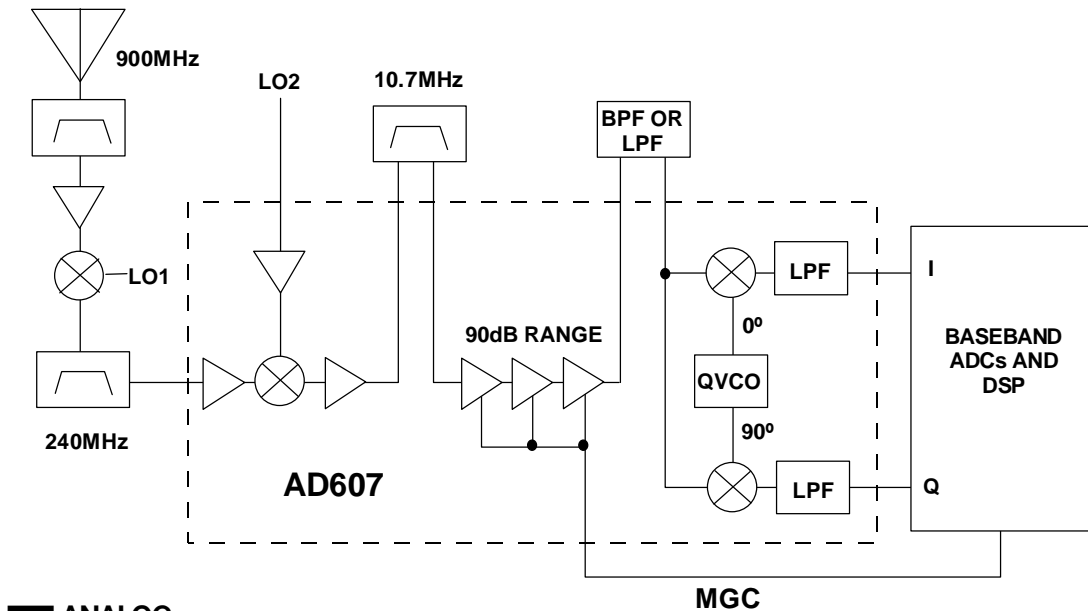 900MHz
LO2
10.7MHz
BPF OR
LPF
LO1
LPF
I
0º
90dB RANGE
QVCO
BASEBAND
ADCs AND
DSP
90º
240MHz
AD607
LPF
Q
MGC
ANALOG